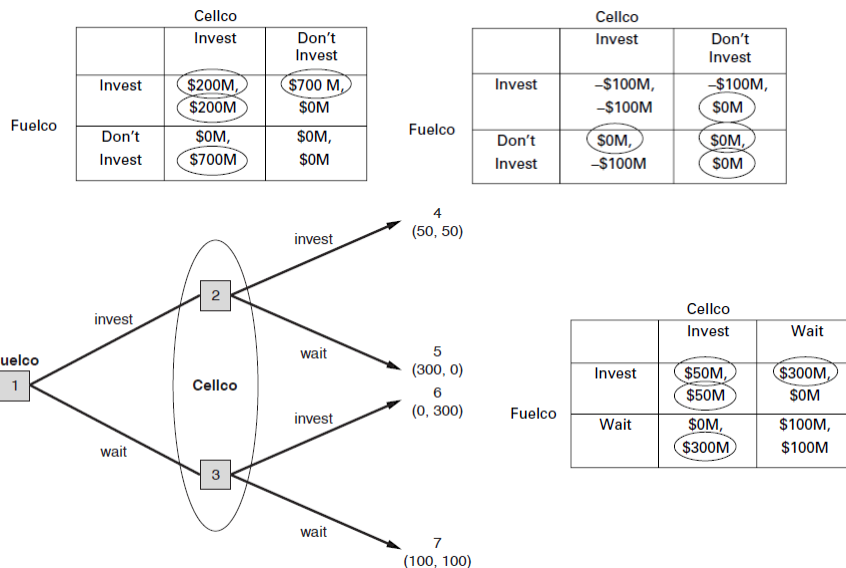 Cellco
Invest Don't
Invest
Invest $200M, $700 M,
$200M $0M
Fuelco
Don't $0M, $0M,
Invest $700M $0M
Cellco
Invest Don't
Invest
Invest –$100M, –$100M,
–$100M $0M
Fuelco
Don't $0M, $0M,
Invest –$100M $0M
4
(50, 50)
invest
2
invest
wait
5
(300, 0)
uelco
1
Cellco
6
(0, 300)
invest
wait
3
wait
7
(100, 100)
Cellco
Invest Wait
Invest $50M, $300M,
$50M $0M
Fuelco
Wait $0M, $100M,
$300M $100M